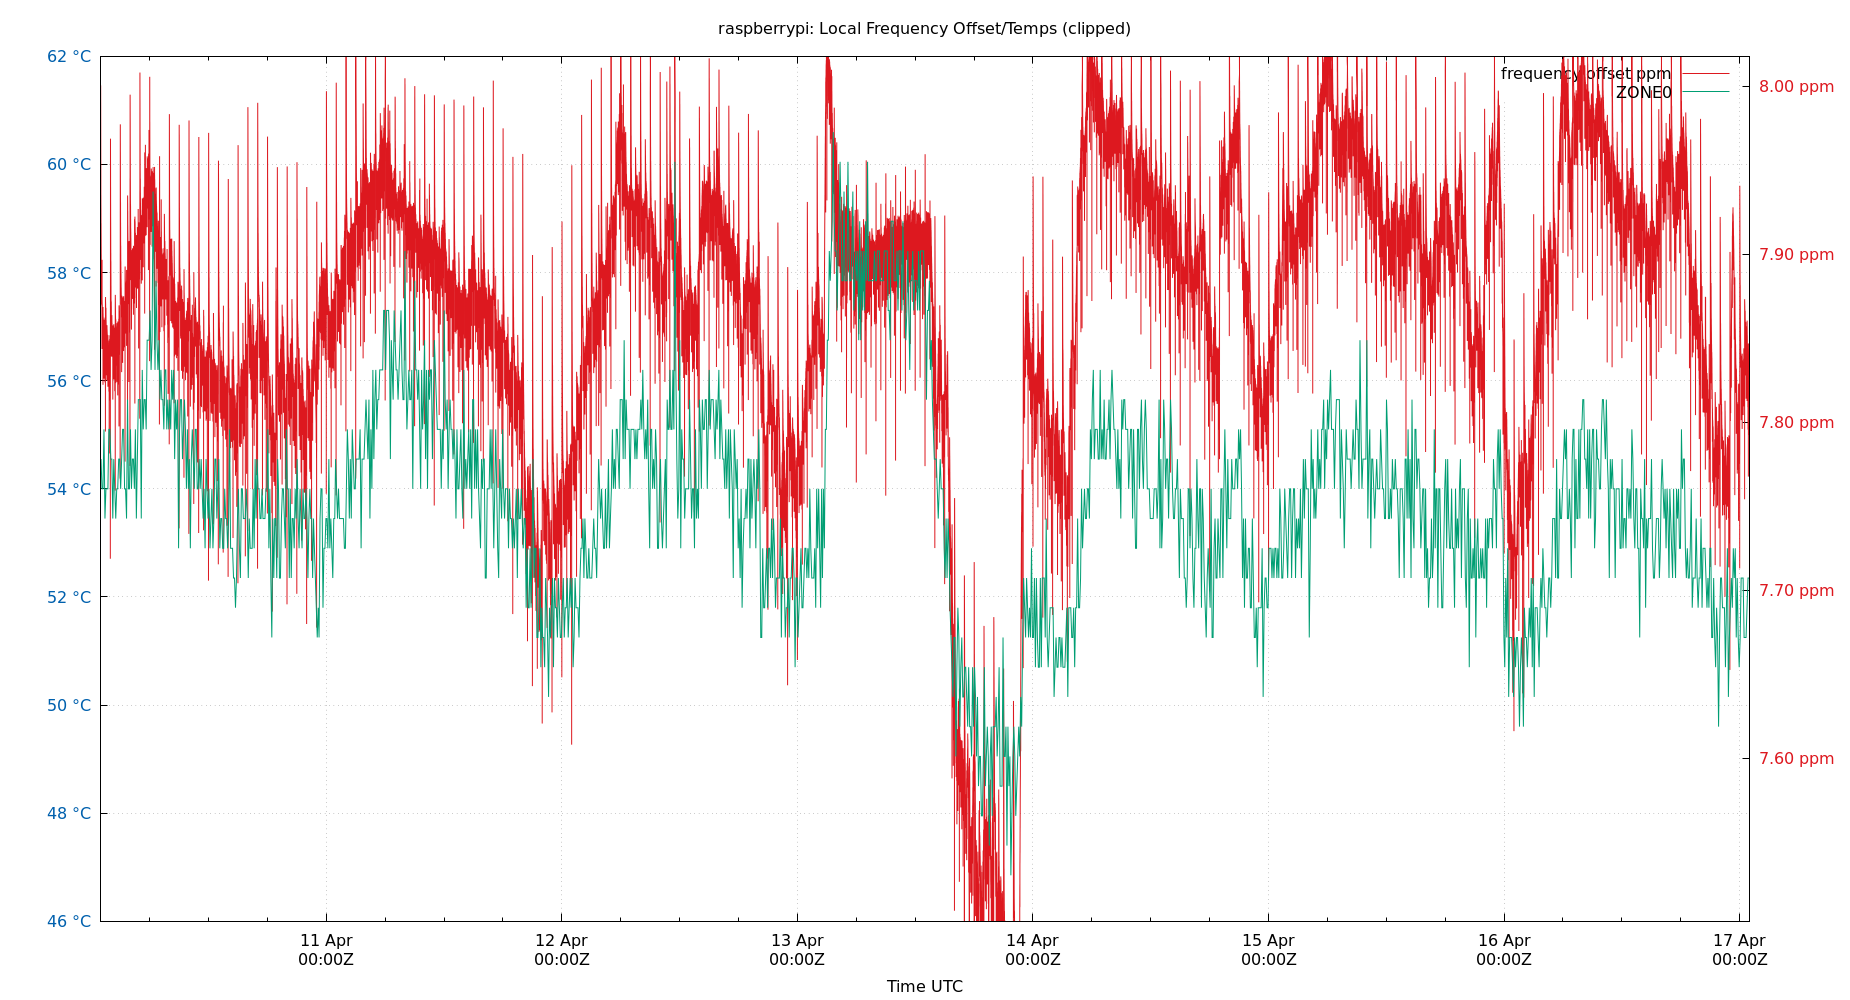 raspberrypi: Local Frequency Offset/Temps (clipped)
62 °C
60 °C
58 °C
56 °C
54 °C
52 °C
50 °C
48 °C
46 °C
frequency offset ppm
ZONE0
8.00 ppm
7.90 ppm
7.80 ppm
7.70 ppm
7.60 ppm
11 Apr
00:00Z
12 Apr
00:00Z
13 Apr
00:00Z
14 Apr
00:00Z
15 Apr
00:00Z
16 Apr
00:00Z
17 Apr
00:00Z
Time UTC